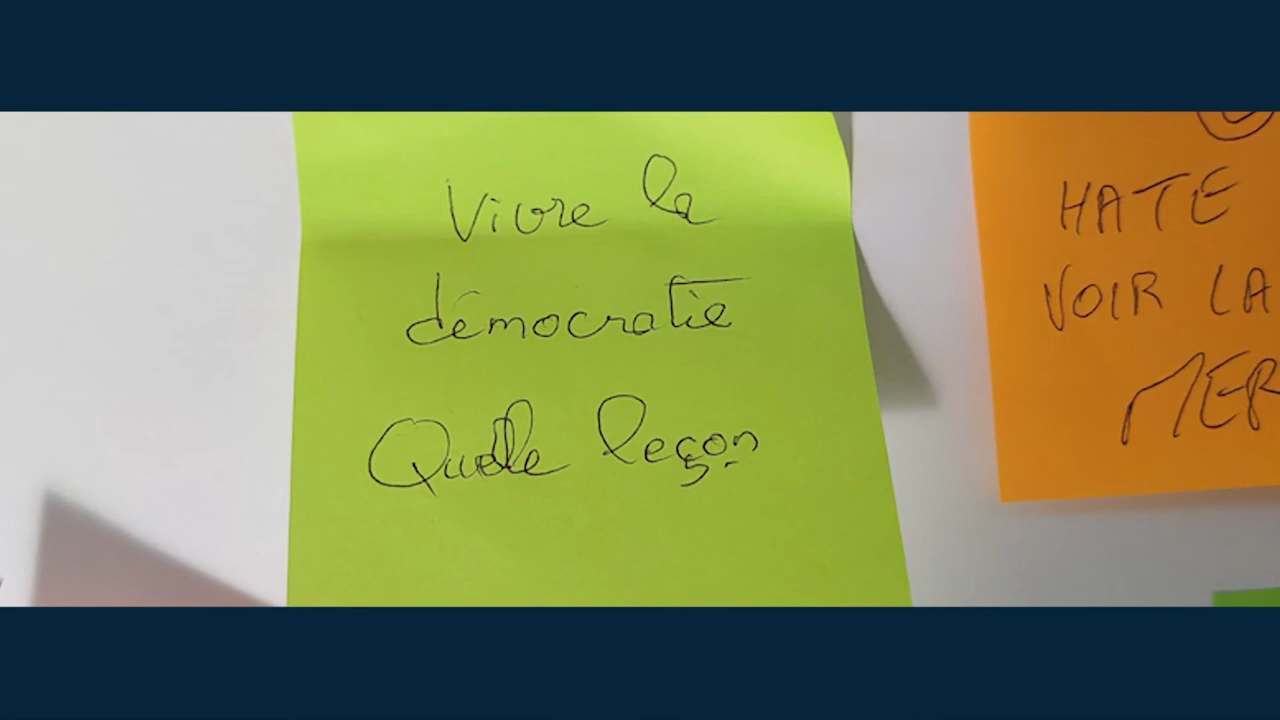 Vivre la
démocratie
Quelle leçon
HATE
VOIR LA
MER